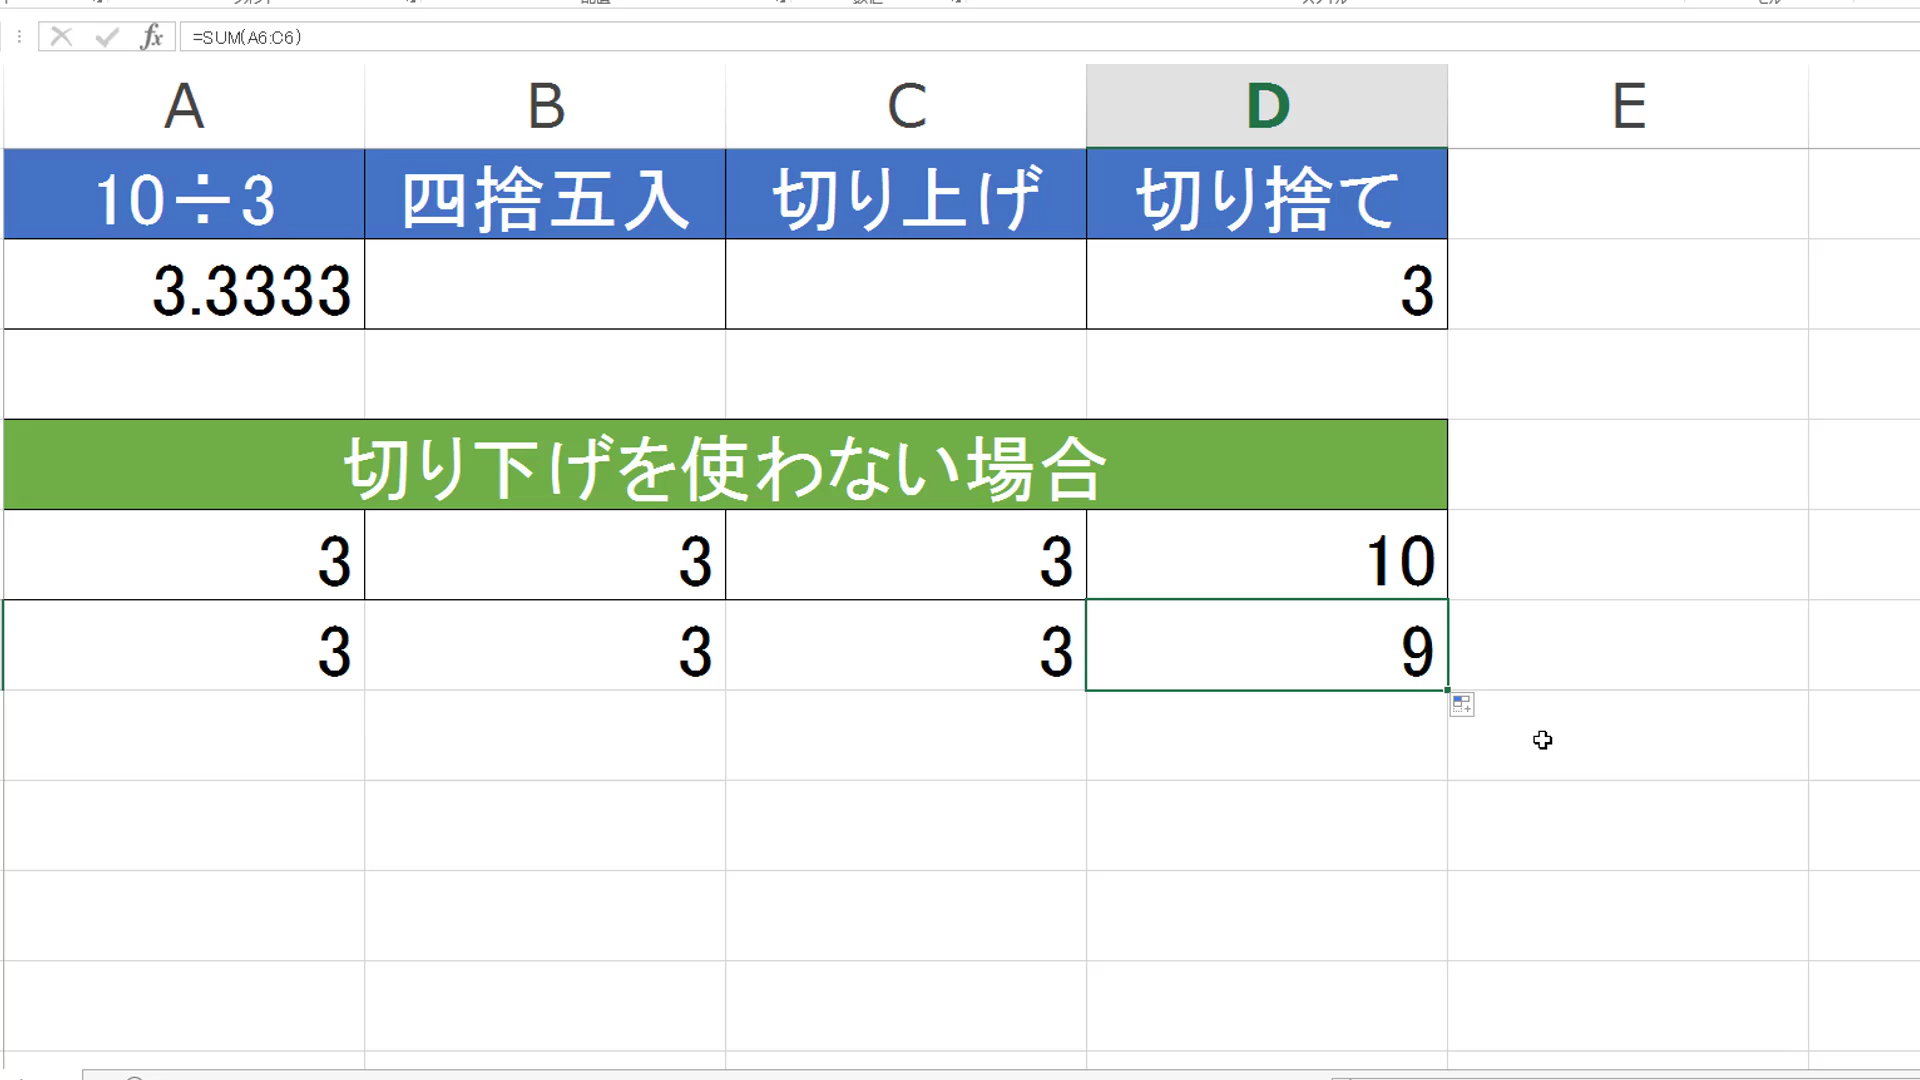 =SUM(A6:C6)
A B C D E
10÷3 四捨五入 切り上げ 切り捨て
3.3333 3
切り下げを使わない場合
3 3 3 10
3 3 3 9